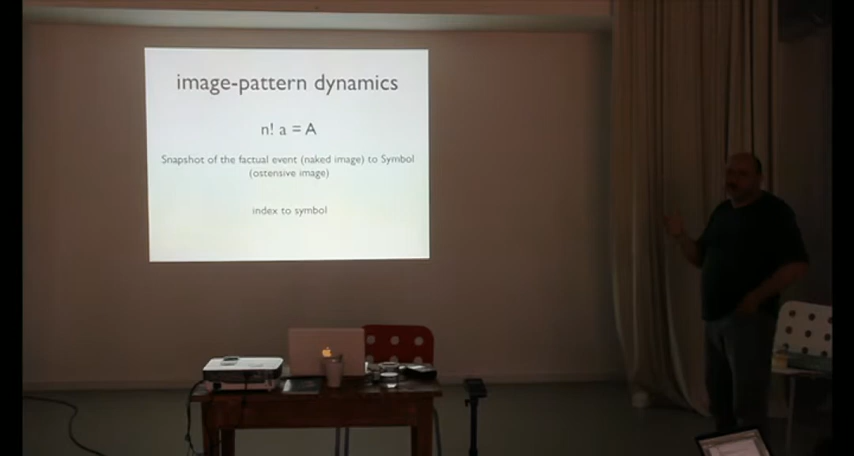 image-pattern dynamics
n! a = A
Snapshot of the factual event (naked image) to Symbol
(ostensive image)
index to symbol